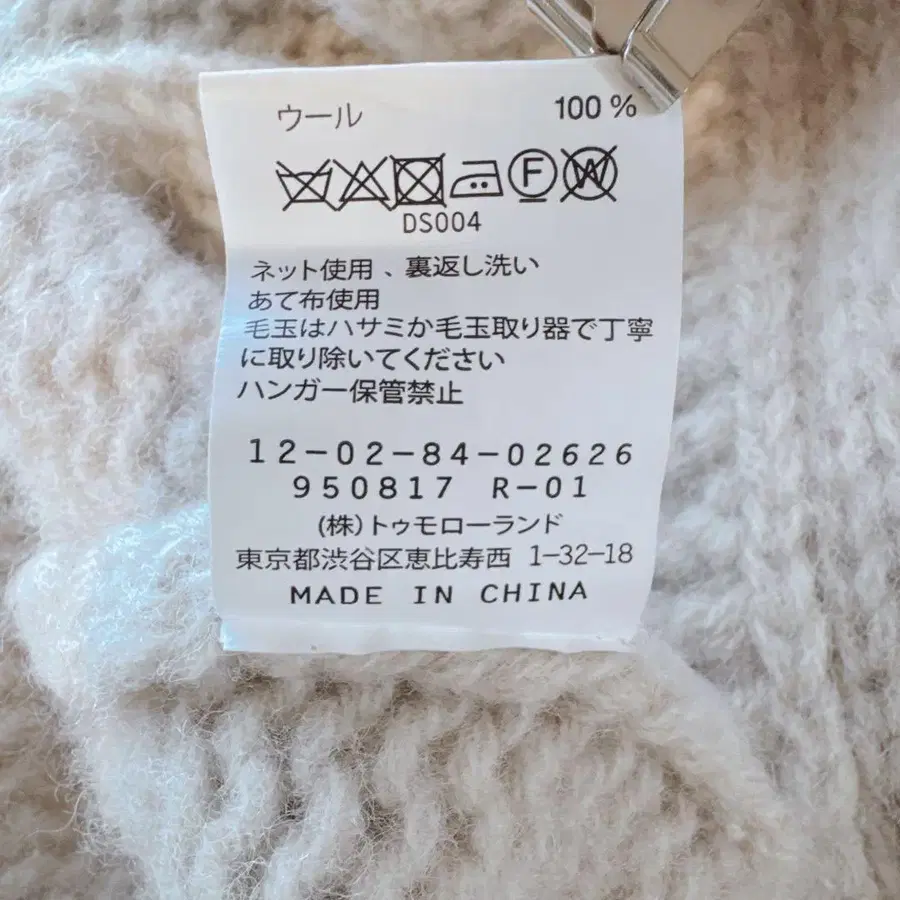 ウール 100 %
F W
DS004
ネット使用、裏返し洗い
あて布使用
毛玉はハサミか毛玉取り器で丁寧
に取り除いてください
ハンガー保管禁止
12-02-84-02626
950817 R-01
(株)トゥモローランド
東京都渋谷区恵比寿西 1-32-18
MADE IN CHINA